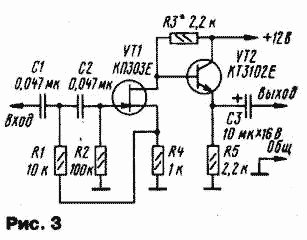 R3* 2,2 к
+12В
VT1
КП303Е
VT2
КТ3102Е
C1
0,047 мк
C2
0,047 мк
Вход
Выход
C3
10 мк×16 В
Общ
R1
10 к
R2
100к
R4
1 к
R5
2,2 к
Рис. 3